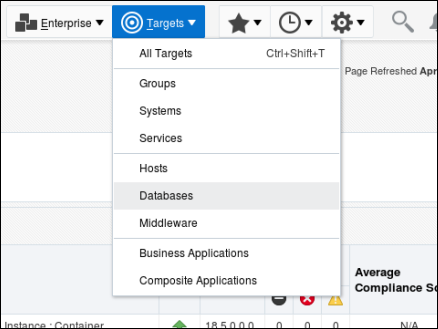 Enterprise Targets
All Targets Ctrl+Shift+T
Page Refreshed Apr
Groups
Systems
Services
Hosts
Databases
Middleware
Business Applications
Composite Applications
Average
Compliance Sc
Instance : Container 18.5.0.0.0 0 0 0 N/A